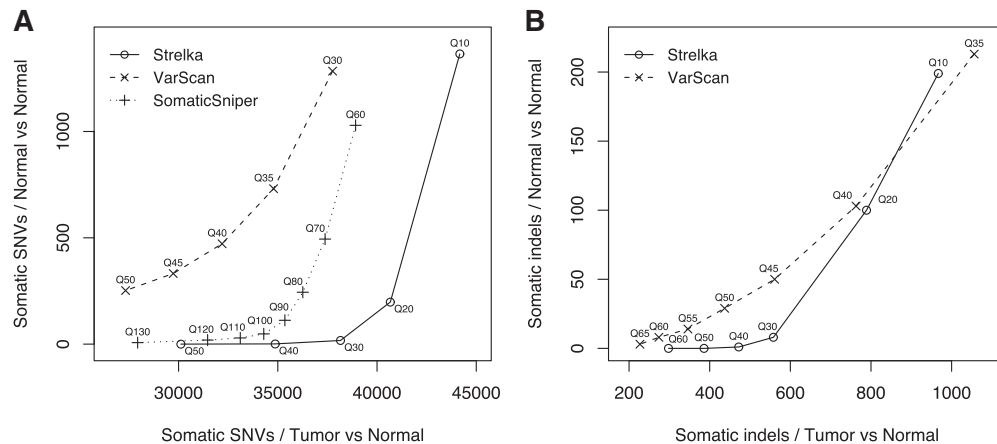 A
Strelka
VarScan
SomaticSniper
Q10
Q30
Q60
Q35
Q70
Q40
Q80
Q45
Q50
Q90
Q100
Q110
Q120
Q130
Q50
Q40
Q30
Q20
1000
500
0
30000
35000
40000
45000
Somatic SNVs / Normal vs Normal
Somatic SNVs / Tumor vs Normal
B
Strelka
VarScan
Q35
Q10
Q40
Q20
Q45
Q50
Q55
Q60
Q65
Q60
Q50
Q40
Q30
200
150
100
50
0
200
400
600
800
1000
Somatic indels / Normal vs Normal
Somatic indels / Tumor vs Normal